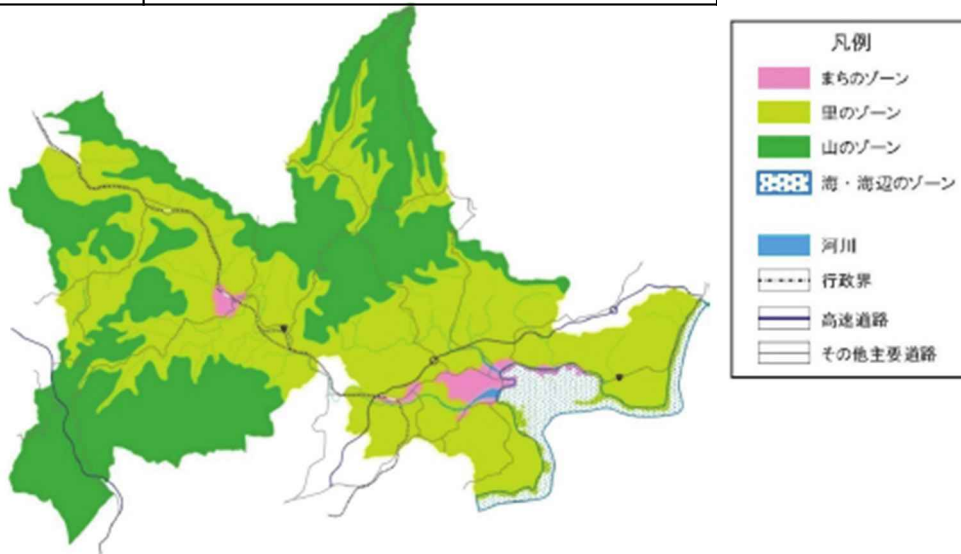 凡例
まちのゾーン
里のゾーン
山のゾーン
海・海辺のゾーン
河川
行政界
高速道路
その他主要道路